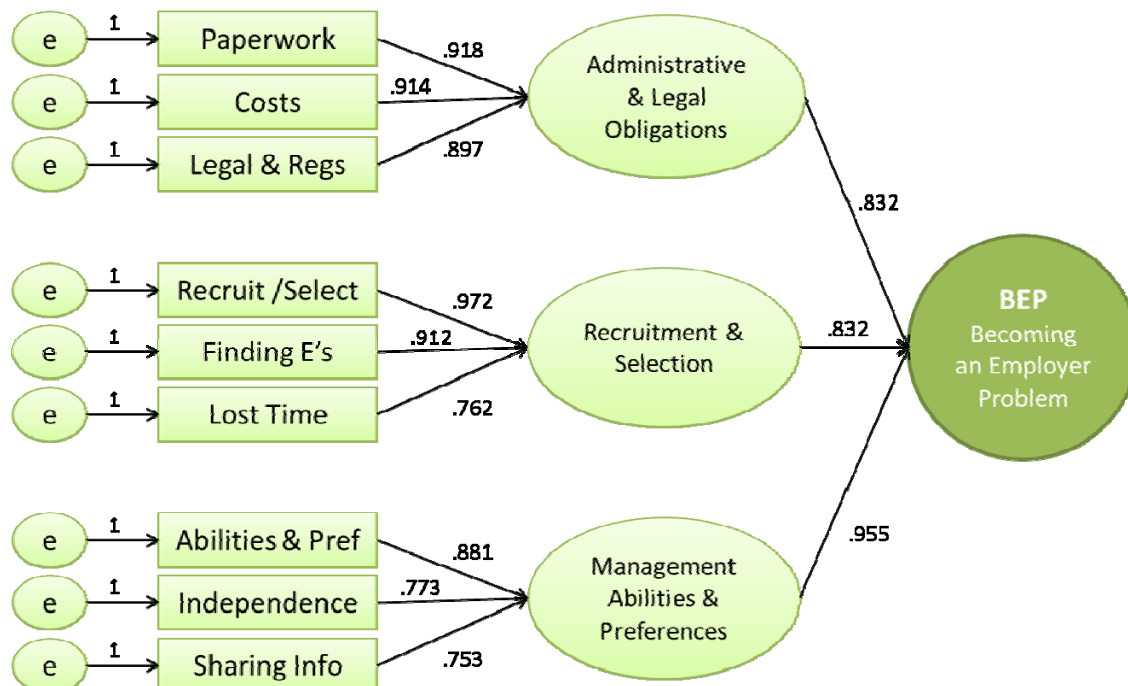 e
1
Paperwork
.918
e
1
Costs
.914
e
1
Legal & Regs
.897
Administrative
& Legal
Obligations
.832
e
1
Recruit /Select
.972
e
1
Finding E's
.912
e
1
Lost Time
.762
Recruitment &
Selection
.832
BEP
Becoming
an Employer
Problem
e
1
Abilities & Pref
.881
e
1
Independence
.773
e
1
Sharing Info
.753
Management
Abilities &
Preferences
.955